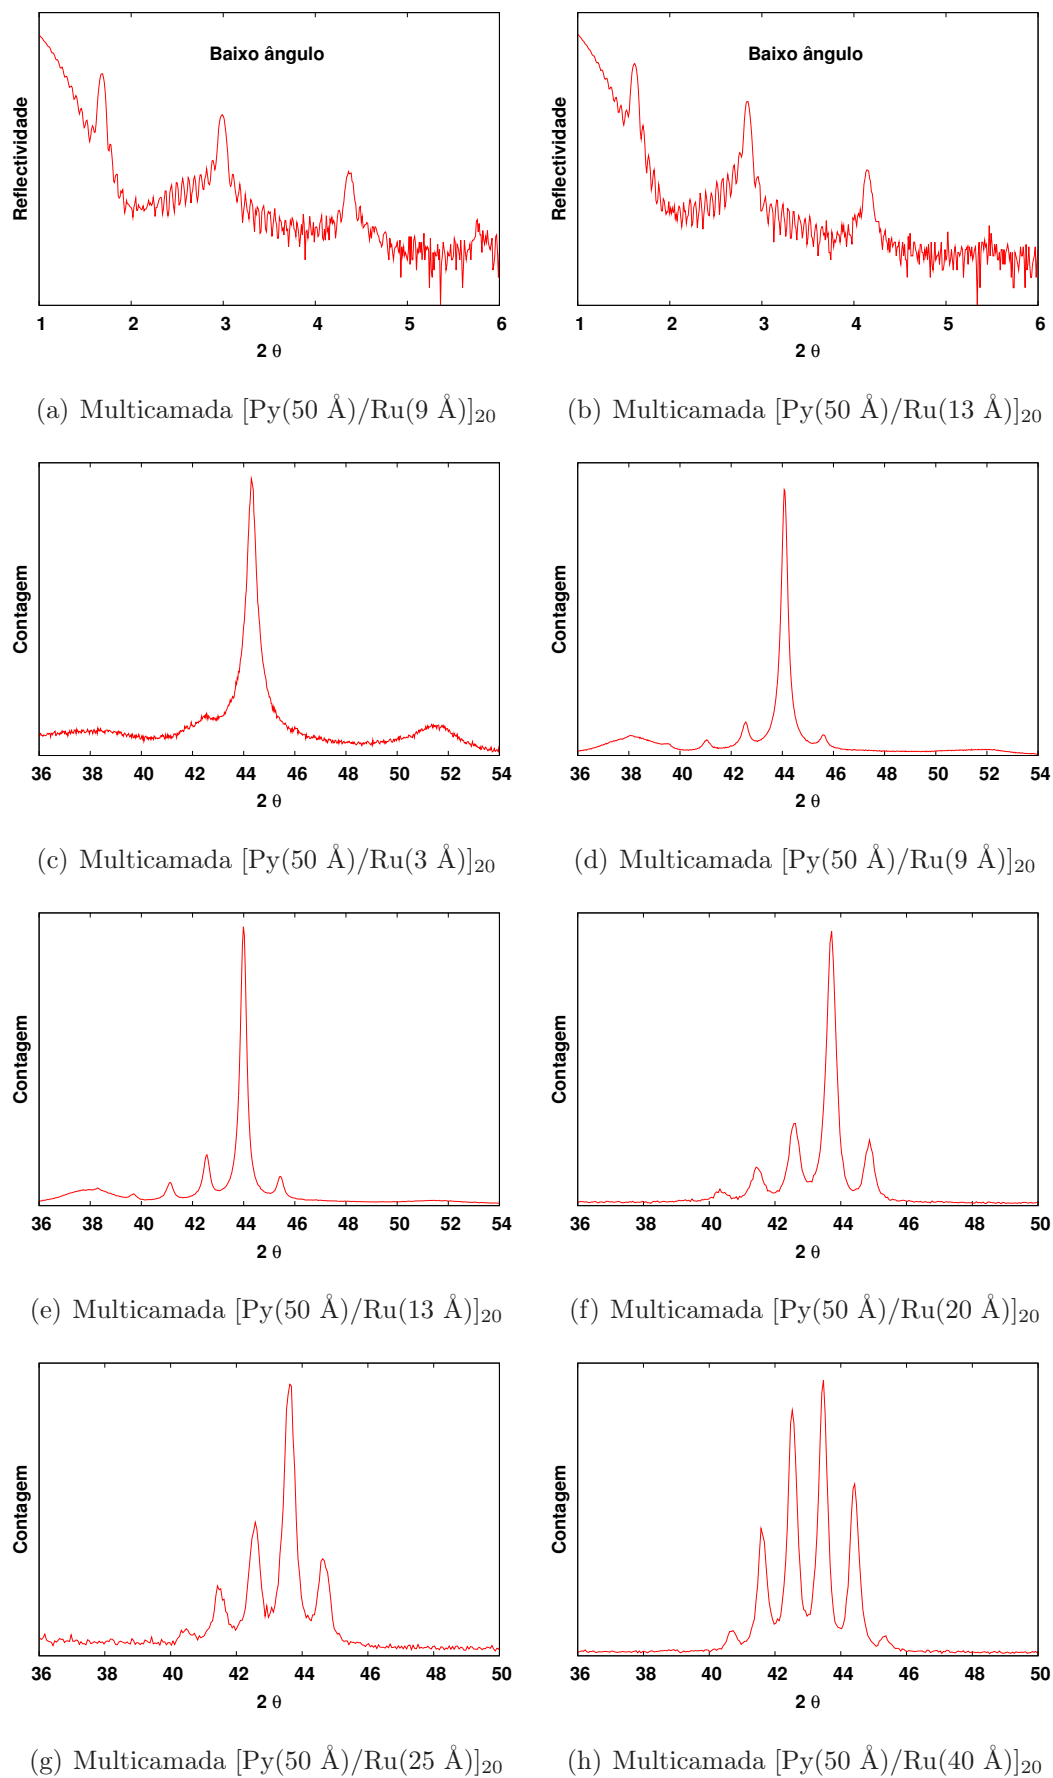 Baixo ângulo
Reflectividade
1 2 3 4 5 6
2 θ
(a) Multicamada [Py(50 Å)/Ru(9 Å)]20
Baixo ângulo
Reflectividade
1 2 3 4 5 6
2 θ
(b) Multicamada [Py(50 Å)/Ru(13 Å)]20
Contagem
36 38 40 42 44 46 48 50 52 54
2 θ
(c) Multicamada [Py(50 Å)/Ru(3 Å)]20
Contagem
36 38 40 42 44 46 48 50 52 54
2 θ
(d) Multicamada [Py(50 Å)/Ru(9 Å)]20
Contagem
36 38 40 42 44 46 48 50 52 54
2 θ
(e) Multicamada [Py(50 Å)/Ru(13 Å)]20
Contagem
36 38 40 42 44 46 48 50
2 θ
(f) Multicamada [Py(50 Å)/Ru(20 Å)]20
Contagem
36 38 40 42 44 46 48 50
2 θ
(g) Multicamada [Py(50 Å)/Ru(25 Å)]20
Contagem
36 38 40 42 44 46 48 50
2 θ
(h) Multicamada [Py(50 Å)/Ru(40 Å)]20